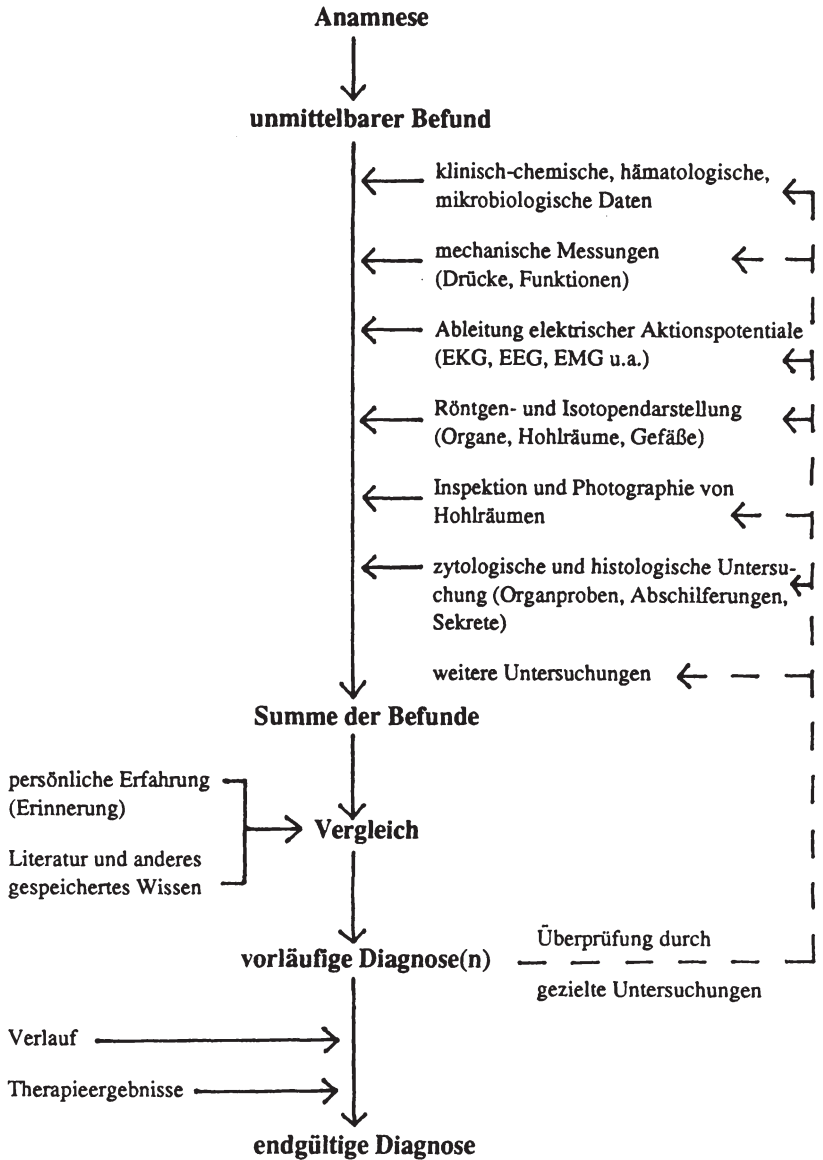 Anamnese
unmittelbarer Befund
klinisch-chemische, hämatologische,
mikrobiologische Daten
mechanische Messungen
(Drücke, Funktionen)
Ableitung elektrischer Aktionspotentiale
(EKG, EEG, EMG u.a.)
Röntgen- und Isotopendarstellung
(Organe, Hohlräume, Gefäße)
Inspektion und Photographie von
Hohlräumen
zytologische und histologische Untersu-
chung (Organproben, Abschilferungen,
Sekrete)
weitere Untersuchungen
Summe der Befunde
persönliche Erfahrung
(Erinnerung)
Vergleich
Literatur und anderes
gespeichertes Wissen
vorläufige Diagnose(n)
Überprüfung durch
gezielte Untersuchungen
Verlauf
Therapieergebnisse
endgültige Diagnose